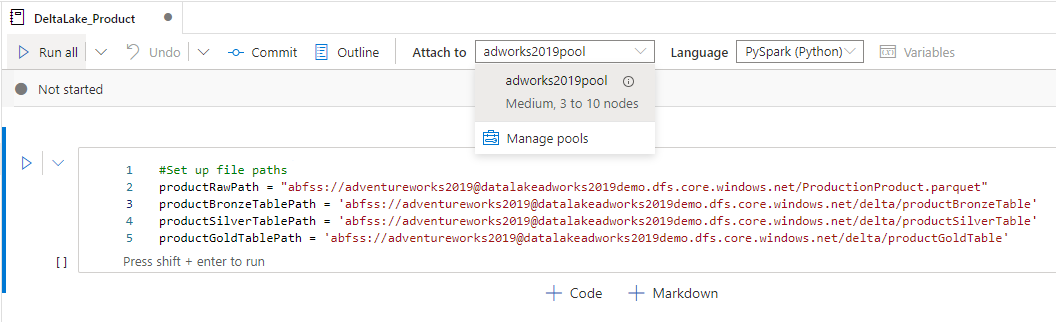 DeltaLake_Product
Run all Undo Commit Outline Attach to adworks2019pool Language PySpark (Python) Variables
adworks2019pool
Medium, 3 to 10 nodes
Manage pools
Not started
1 #Set up file paths
2 productRawPath = "abfss://adventureworks2019@datalakeadworks2019demo.dfs.core.windows.net/ProductionProduct.parquet"
3 productBronzeTablePath = 'abfss://adventureworks2019@datalakeadworks2019demo.dfs.core.windows.net/delta/productBronzeTable'
4 productSilverTablePath = 'abfss://adventureworks2019@datalakeadworks2019demo.dfs.core.windows.net/delta/productSilverTable'
5 productGoldTablePath = 'abfss://adventureworks2019@datalakeadworks2019demo.dfs.core.windows.net/delta/productGoldTable'
[ ] Press shift + enter to run
+ Code + Markdown